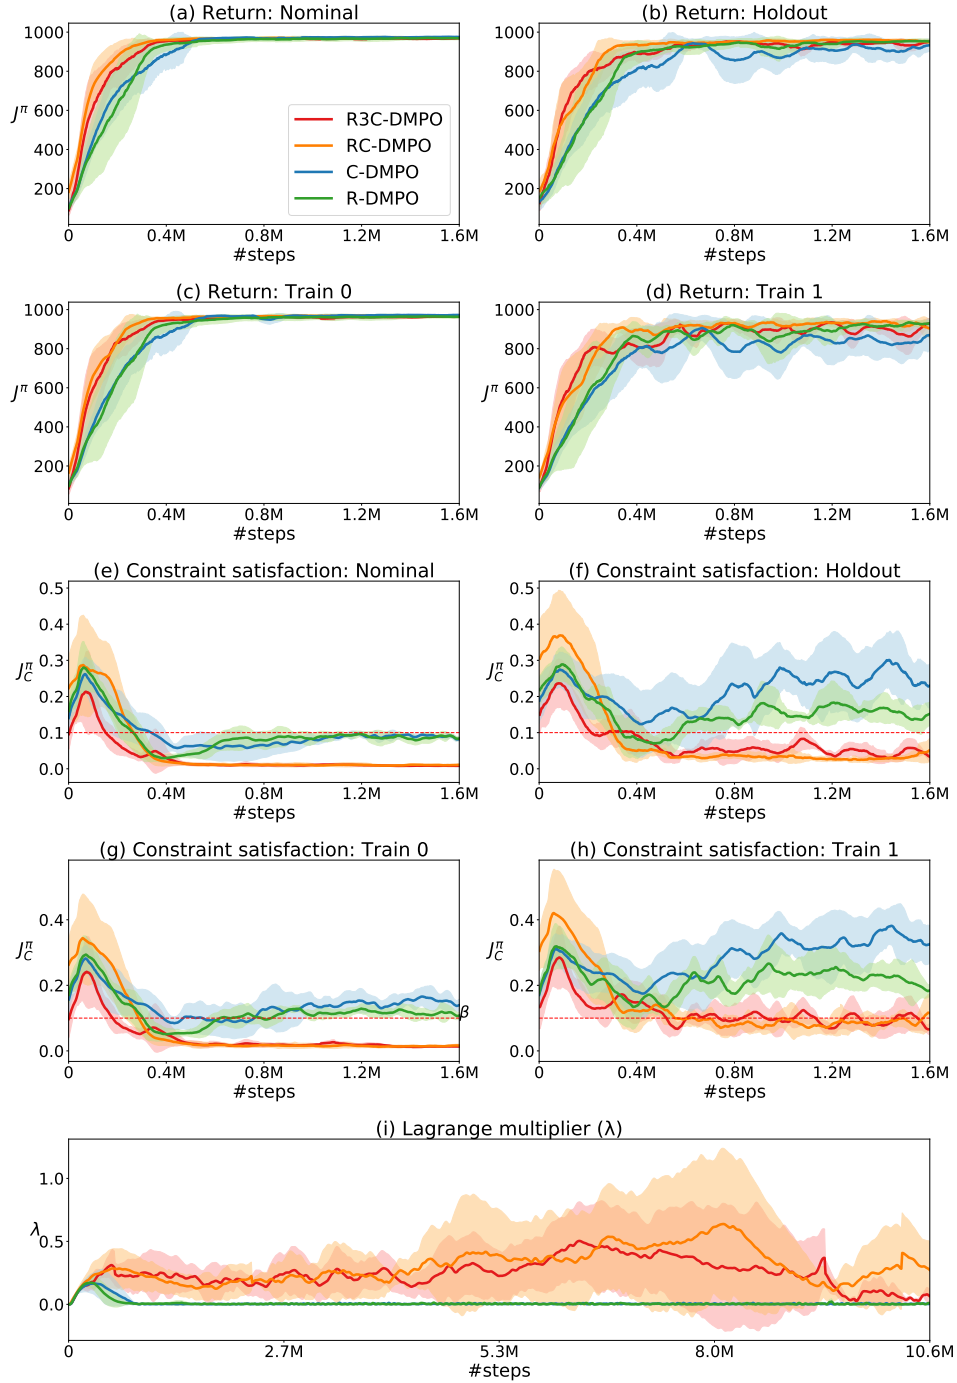 (a) Return: Nominal
1000
800
J^π 600
400
200
0 0.4M 0.8M 1.2M 1.6M
#steps
R3C-DMPO
RC-DMPO
C-DMPO
R-DMPO
(b) Return: Holdout
1000
800
J^π 600
400
200
0 0.4M 0.8M 1.2M 1.6M
#steps
(c) Return: Train 0
1000
800
J^π 600
400
200
0 0.4M 0.8M 1.2M 1.6M
#steps
(d) Return: Train 1
1000
800
J^π 600
400
200
0 0.4M 0.8M 1.2M 1.6M
#steps
(e) Constraint satisfaction: Nominal
0.5
0.4
J_C^π 0.3
0.2
0.1
0.0
0 0.4M 0.8M 1.2M 1.6M
#steps
(f) Constraint satisfaction: Holdout
0.5
0.4
J_C^π 0.3
0.2
0.1
0.0
0 0.4M 0.8M 1.2M 1.6M
#steps
(g) Constraint satisfaction: Train 0
0.4
J_C^π
0.2
β
0.0
0 0.4M 0.8M 1.2M 1.6M
#steps
(h) Constraint satisfaction: Train 1
0.4
J_C^π
0.2
0.0
0 0.4M 0.8M 1.2M 1.6M
#steps
(i) Lagrange multiplier (λ)
1.0
λ
0.5
0.0
0 2.7M 5.3M 8.0M 10.6M
#steps